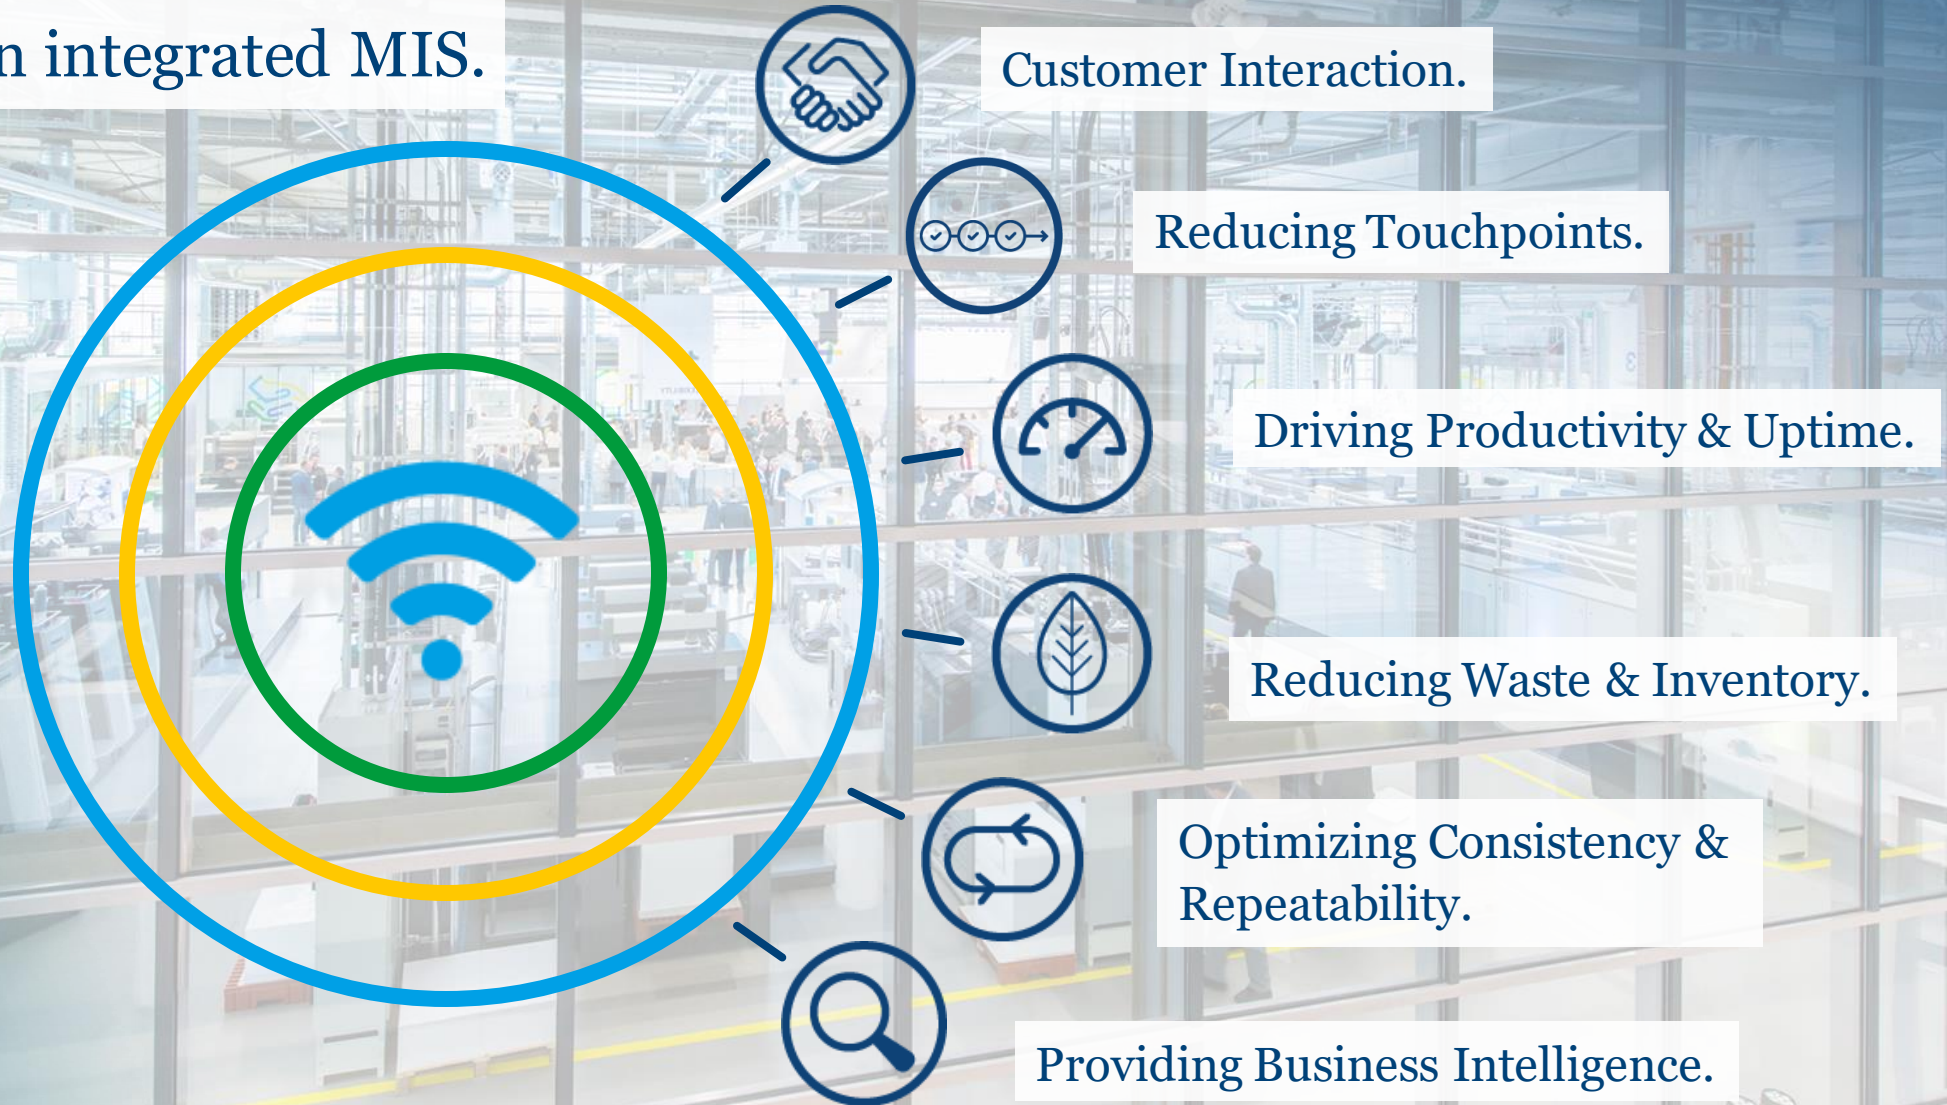 n integrated MIS.
Customer Interaction.
Reducing Touchpoints.
Driving Productivity & Uptime.
Reducing Waste & Inventory.
Optimizing Consistency &
Repeatability.
Providing Business Intelligence.